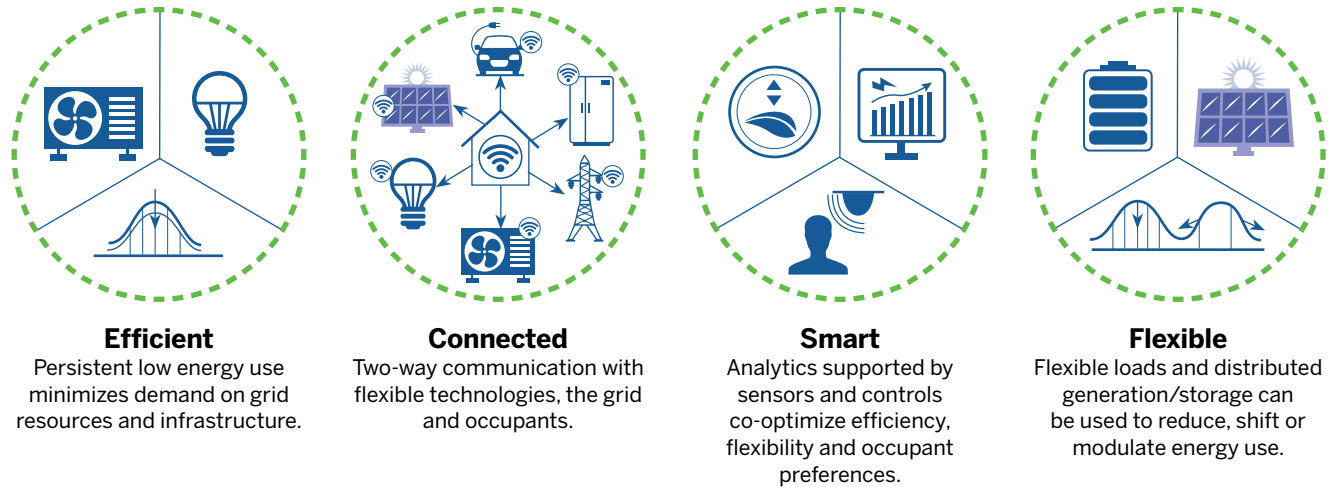 Efficient
Persistent low energy use
minimizes demand on grid
resources and infrastructure.
Connected
Two-way communication with
flexible technologies, the grid
and occupants.
Smart
Analytics supported by
sensors and controls
co-optimize efficiency,
flexibility and occupant
preferences.
Flexible
Flexible loads and distributed
generation/storage can
be used to reduce, shift or
modulate energy use.